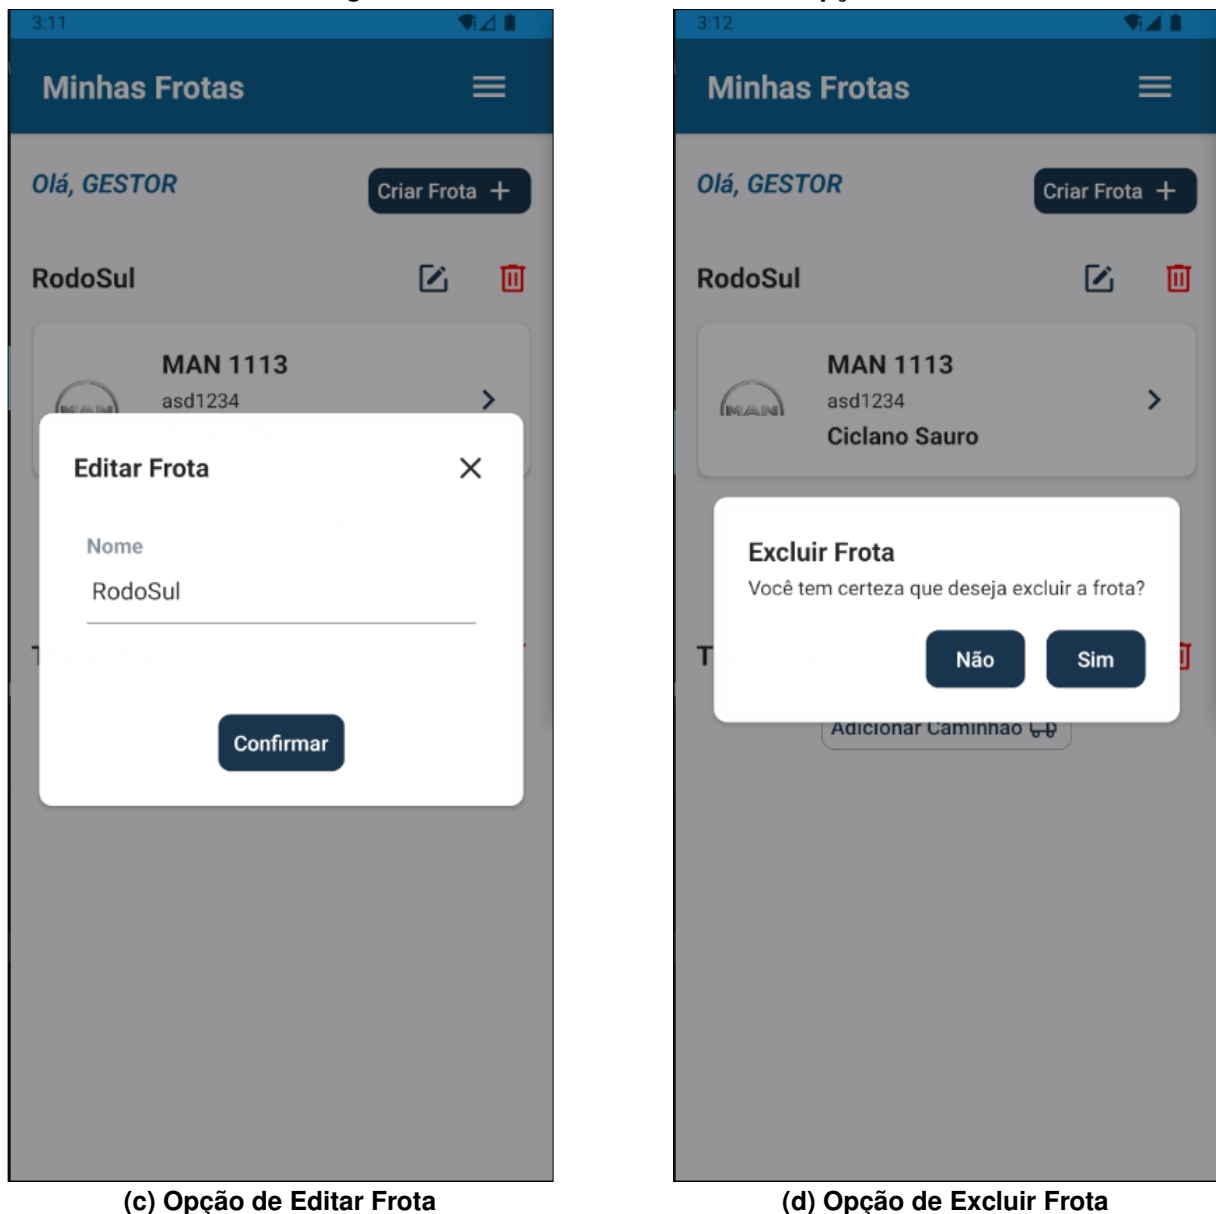 3:11
Minhas Frotas
Olá, GESTOR
Criar Frota +
RodoSul
MAN 1113
asd1234
MAN
Editar Frota
Nome
RodoSul
Confirmar
(c) Opção de Editar Frota
3:12
Minhas Frotas
Olá, GESTOR
Criar Frota +
RodoSul
MAN 1113
asd1234
MAN
Ciclano Sauro
Excluir Frota
Você tem certeza que deseja excluir a frota?
Não Sim
Adicionar Caminhão
(d) Opção de Excluir Frota